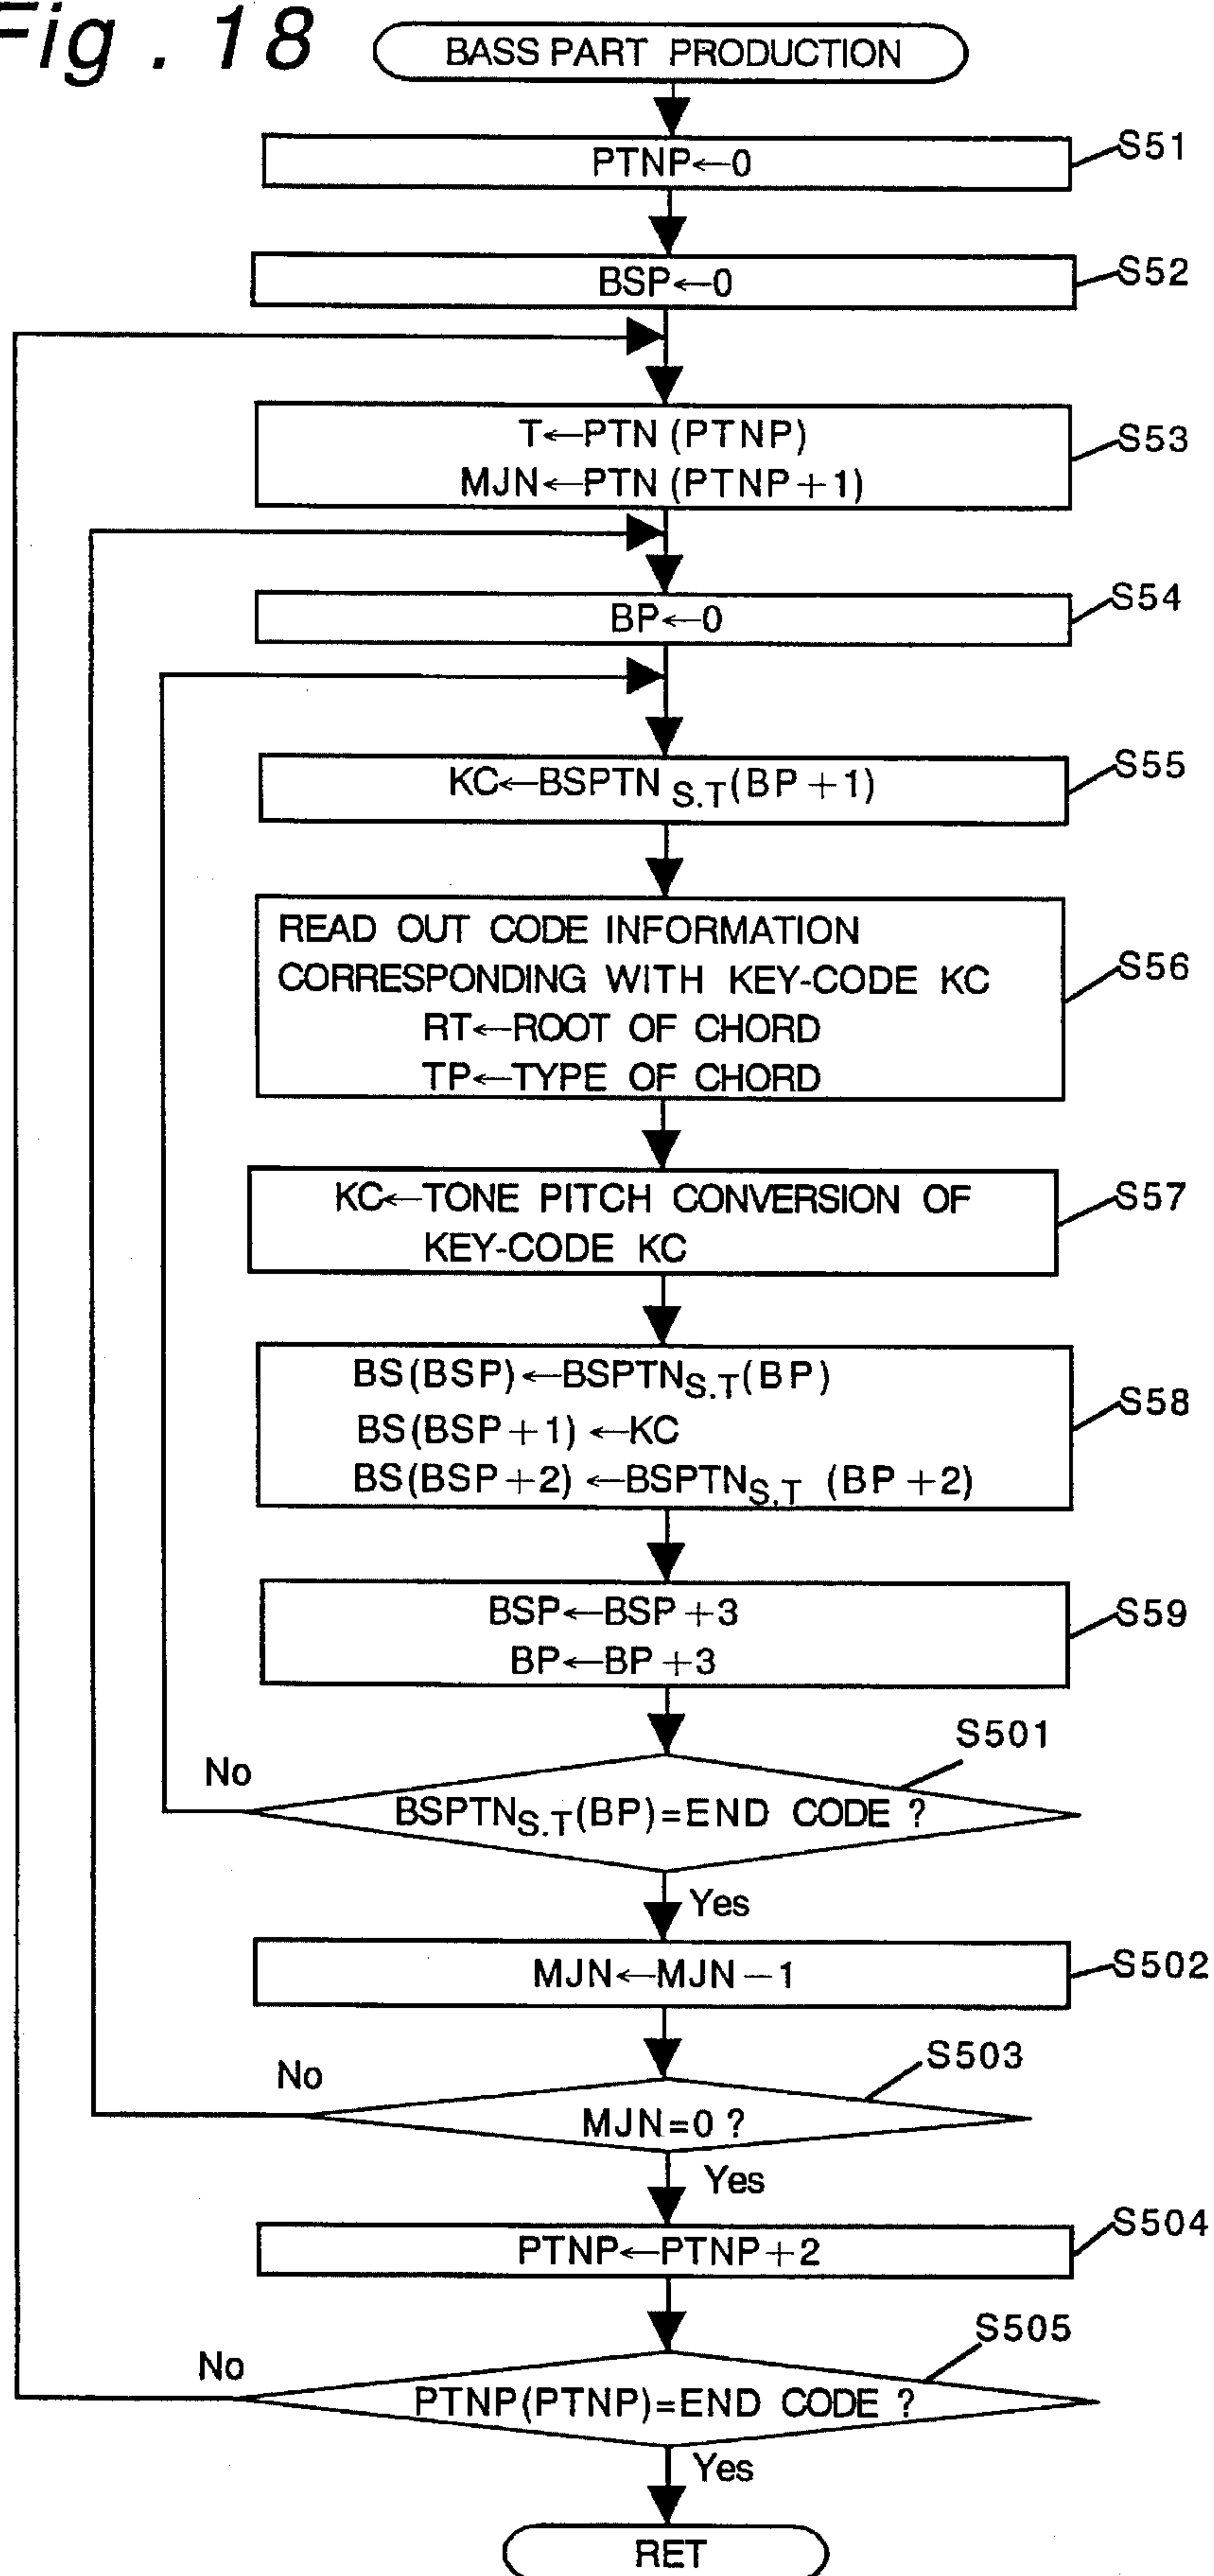 Fig. 18
BASS PART PRODUCTION
PTNP←0
S51
BSP←0
S52
T←PTN (PTNP)
MJN←PTN (PTNP+1)
S53
BP←0
S54
KC←BSPTN S.T(BP+1)
S55
READ OUT CODE INFORMATION
CORRESPONDING WITH KEY-CODE KC
RT←ROOT OF CHORD
TP←TYPE OF CHORD
S56
KC←TONE PITCH CONVERSION OF
KEY-CODE KC
S57
BS(BSP)←BSPTNS.T(BP)
BS(BSP+1)←KC
BS(BSP+2)←BSPTNS.T (BP+2)
S58
BSP←BSP+3
BP←BP+3
S59
S501
No
BSPTNS.T(BP)=END CODE ?
Yes
MJN←MJN-1
S502
S503
No
MJN=0 ?
Yes
PTNP←PTNP+2
S504
S505
No
PTNP(PTNP)=END CODE ?
Yes
RET